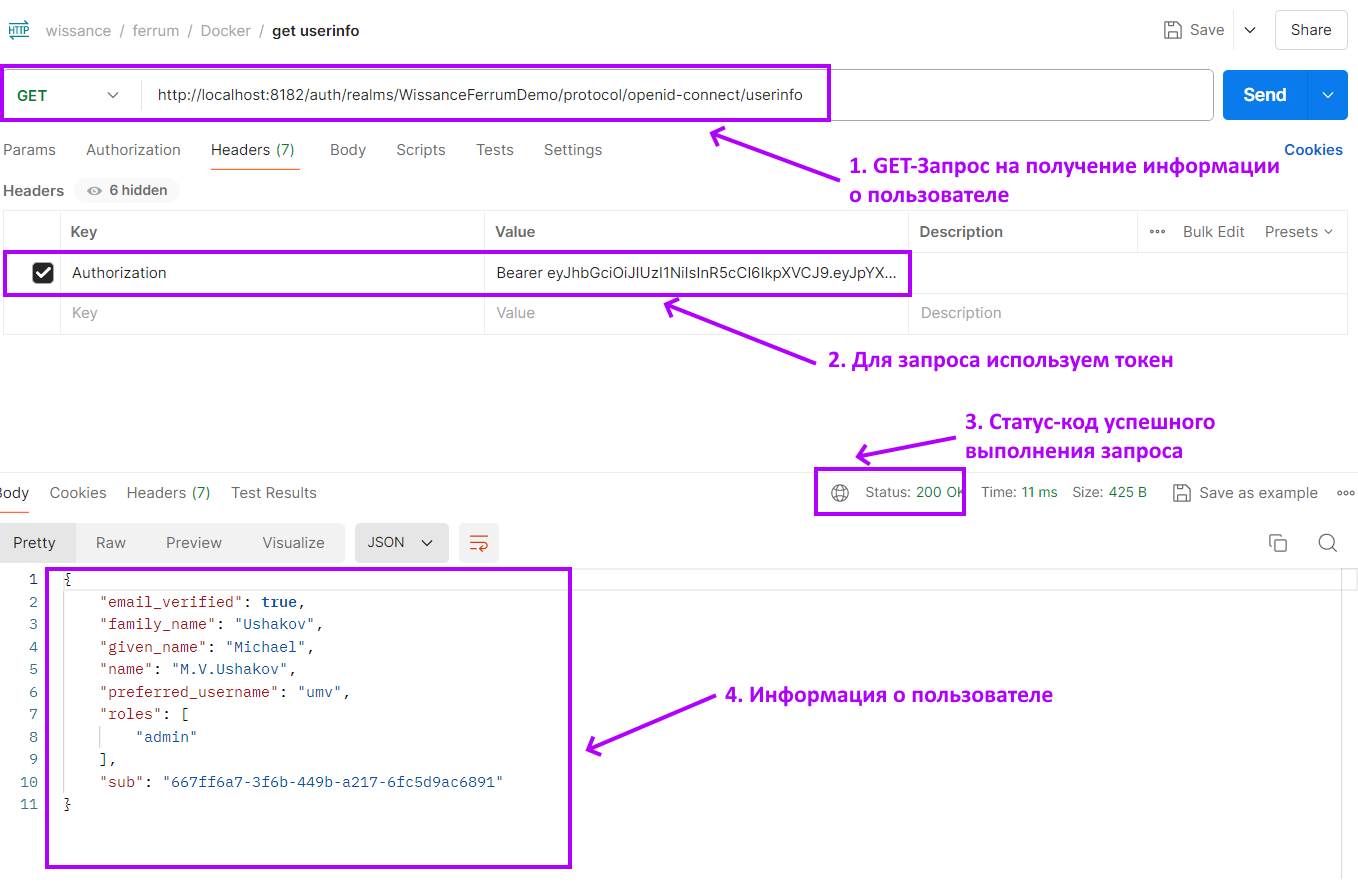 HTTP wissance / ferrum / Docker / get userinfo Save Share
GET http://localhost:8182/auth/realms/WissanceFerrumDemo/protocol/openid-connect/userinfo Send
Params Authorization Headers (7) Body Scripts Tests Settings Cookies
1. GET-Запрос на получение информации
о пользователе
Headers 6 hidden
Key Value Description ••• Bulk Edit Presets
Authorization Bearer eyJhbGciOiJIUzI1NiIsInR5cCI6IkpXVCJ9.eyJpYX...
Key Value Description
2. Для запроса используем токен
3. Статус-код успешного
выполнения запроса
Body Cookies Headers (7) Test Results Status: 200 OK Time: 11 ms Size: 425 B Save as example •••
Pretty Raw Preview Visualize JSON
1 {
2 "email_verified": true,
3 "family_name": "Ushakov",
4 "given_name": "Michael",
5 "name": "M.V.Ushakov",
6 "preferred_username": "umv",
7 "roles": [
8 "admin"
9 ],
10 "sub": "667ff6a7-3f6b-449b-a217-6fc5d9ac6891"
11 }
4. Информация о пользователе